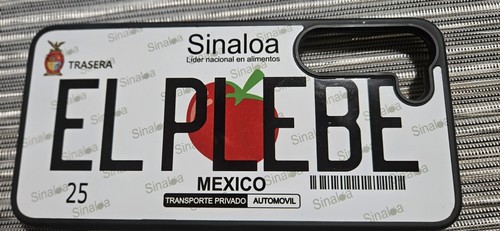 Sinaloa
Líder nacional en alimentos
TRASERA
EL PLEBE
MEXICO
25
TRANSPORTE PRIVADO AUTOMOVIL